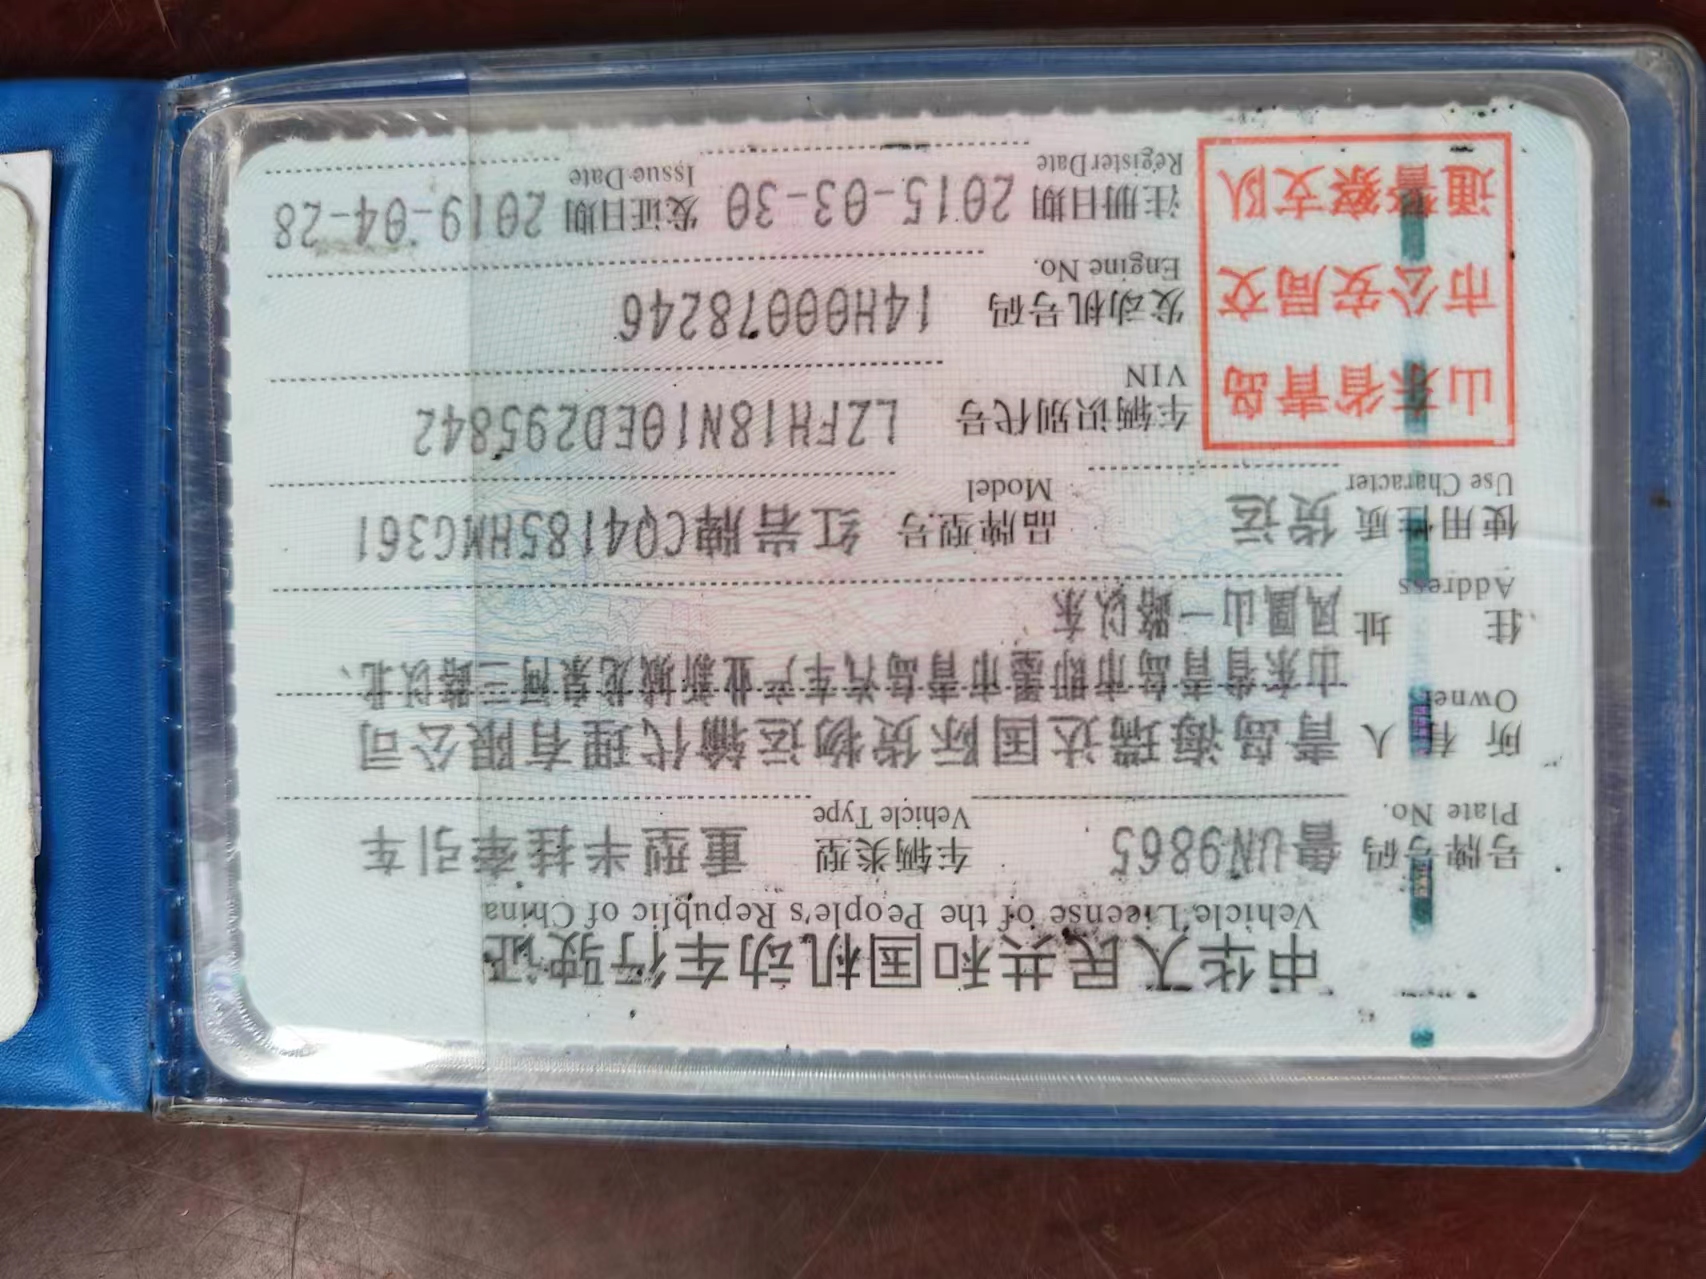 中华人民共和国机动车行驶证
Vehicle License of the People's Republic of China
号牌号码 鲁UN9865 车辆类型 重型半挂牵引车
Plate No. Vehicle Type
所有人 青岛海瑞达国际货物运输代理有限公司
Owner
山东省青岛市即墨市青岛汽车产业新城龙泉河三路以北、
住址 凤凰山一路以东
Address
使用性质 货运 品牌型号 红岩牌CQ4185HMG361
Use Character Model
山东省青岛
市公安局交
通警察支队
车辆识别代号 LZFH18N10ED295842
VIN
发动机号码 14H00078246
Engine No.
注册日期 2015-03-30 发证日期 2019-04-28
Register Date Issue Date